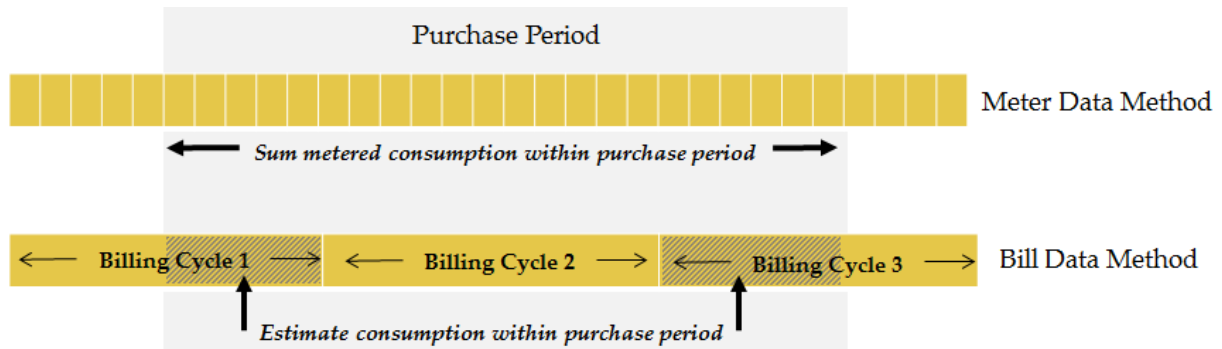 Purchase Period
Meter Data Method
Sum metered consumption within purchase period
Billing Cycle 1 Billing Cycle 2 Billing Cycle 3 Bill Data Method
Estimate consumption within purchase period